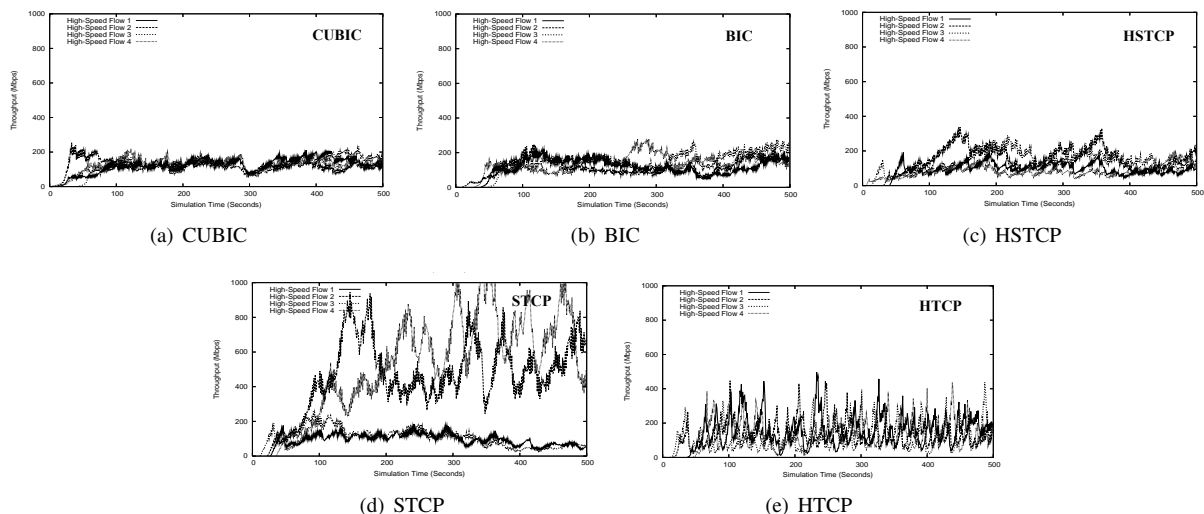 High-Speed Flow 1
High-Speed Flow 2
High-Speed Flow 3
High-Speed Flow 4
CUBIC
Throughput (Mbps)
1000
800
600
400
200
0
0 100 200 300 400 500
Simulation Time (Seconds)
(a) CUBIC
High-Speed Flow 1
High-Speed Flow 2
High-Speed Flow 3
High-Speed Flow 4
BIC
Throughput (Mbps)
1000
800
600
400
200
0
0 100 200 300 400 500
Simulation Time (Seconds)
(b) BIC
High-Speed Flow 1
High-Speed Flow 2
High-Speed Flow 3
High-Speed Flow 4
HSTCP
Throughput (Mbps)
1000
800
600
400
200
0
0 100 200 300 400 500
Simulation Time (Seconds)
(c) HSTCP
High-Speed Flow 1
High-Speed Flow 2
High-Speed Flow 3
High-Speed Flow 4
STCP
Throughput (Mbps)
1000
800
600
400
200
0
0 100 200 300 400 500
Simulation Time (Seconds)
(d) STCP
High-Speed Flow 1
High-Speed Flow 2
High-Speed Flow 3
High-Speed Flow 4
HTCP
Throughput (Mbps)
1000
800
600
400
200
0
0 100 200 300 400 500
Simulation Time (Seconds)
(e) HTCP